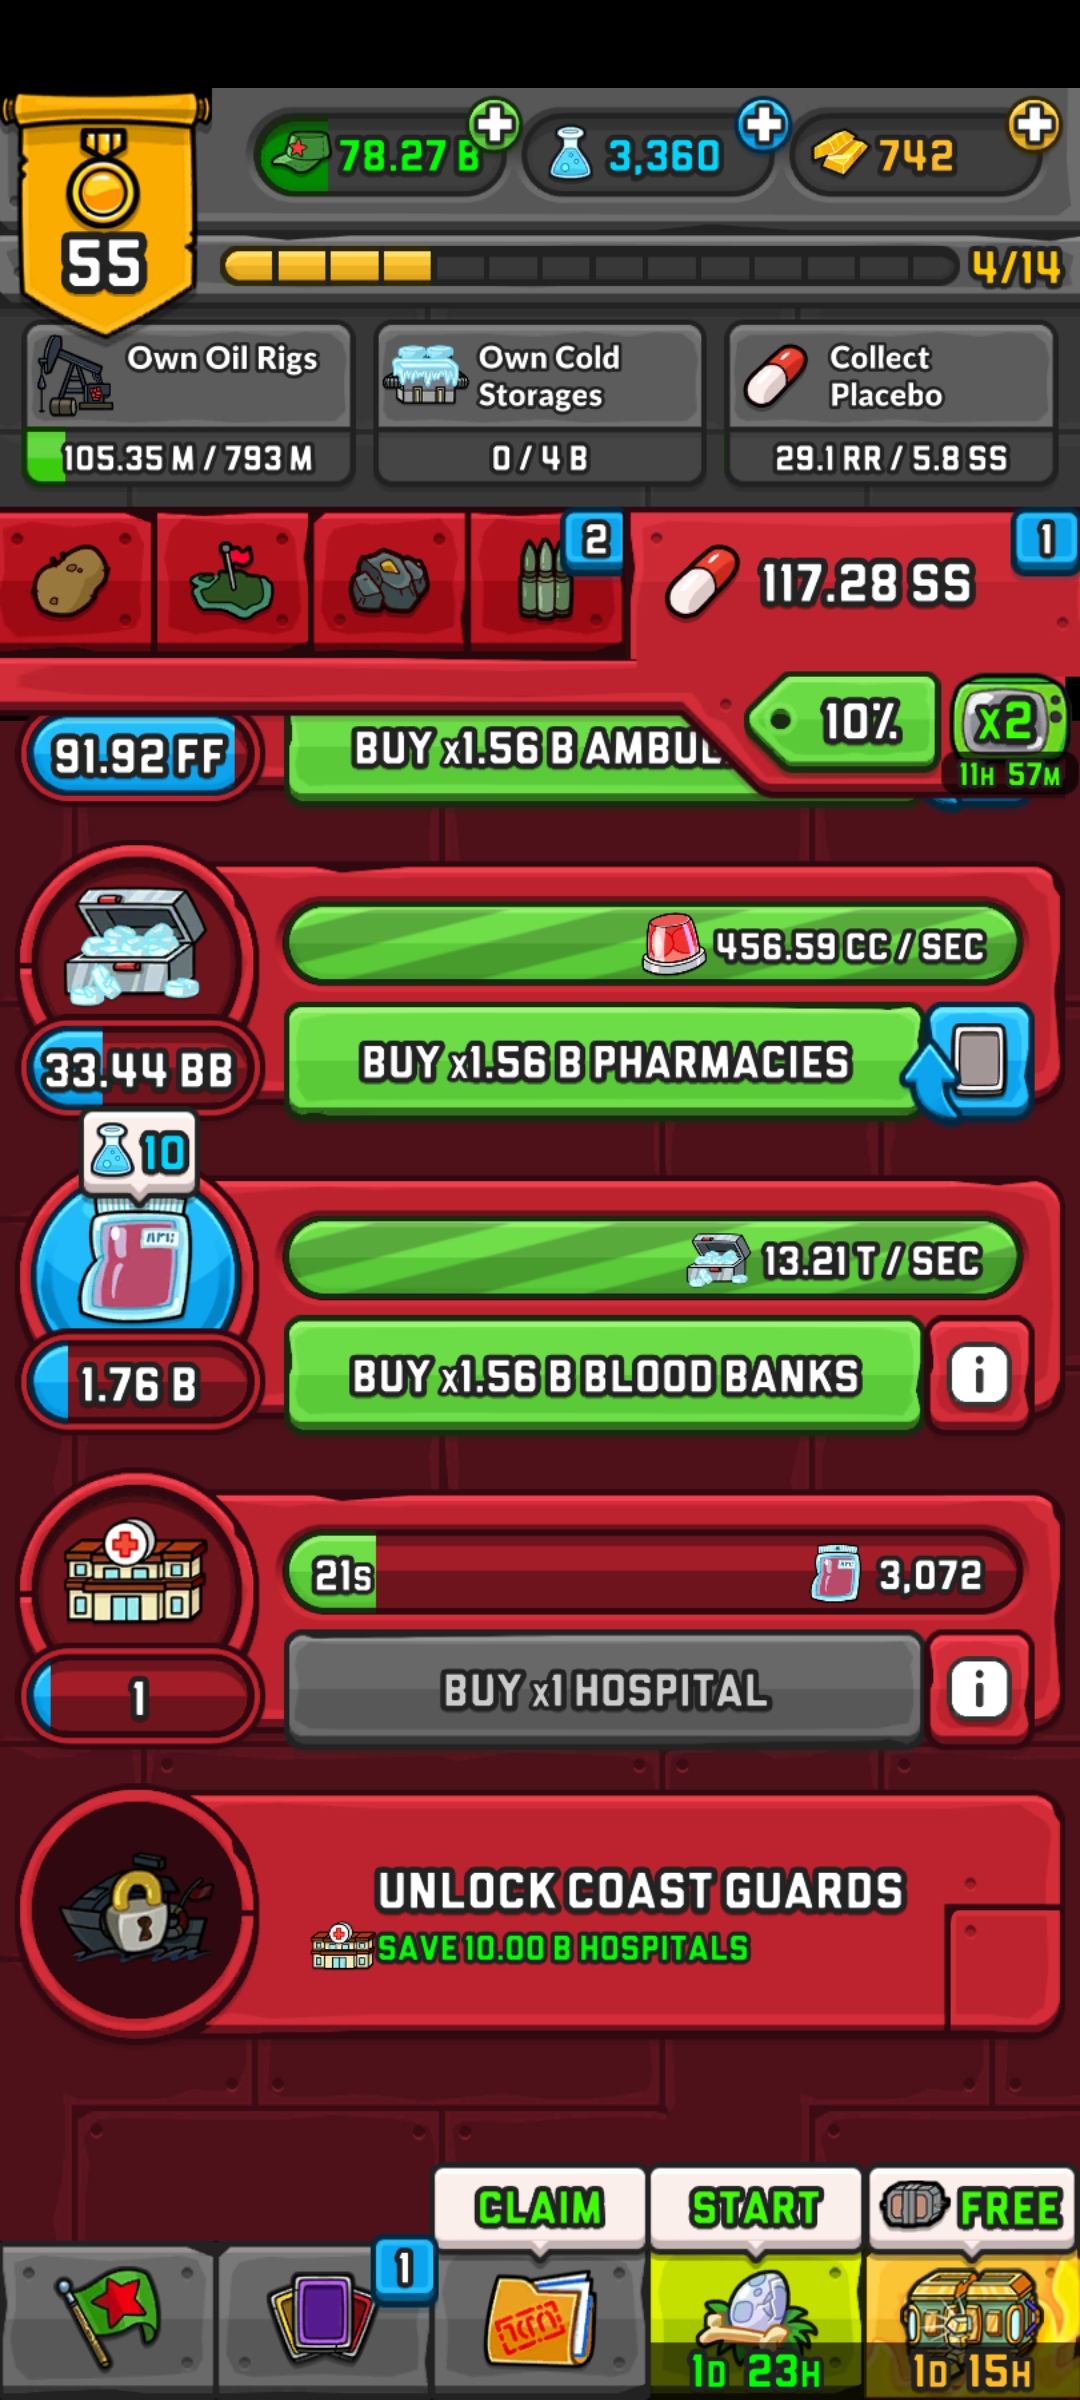 55
78.27 B
3,360
742
4/14
Own Oil Rigs
105.35 M / 793 M
Own Cold
Storages
0 / 4 B
Collect
Placebo
29.1 RR / 5.8 SS
2
117.28 SS
1
10%
x2
11H 57M
91.92 FF
BUY x1.56 B AMBUL
456.59 CC / SEC
33.44 BB
BUY x1.56 B PHARMACIES
10
13.21 T / SEC
1.76 B
BUY x1.56 B BLOOD BANKS
i
21s
3,072
1
BUY x1 HOSPITAL
i
UNLOCK COAST GUARDS
SAVE 10.00 B HOSPITALS
CLAIM
START
FREE
1
1D 23H
1D 15H